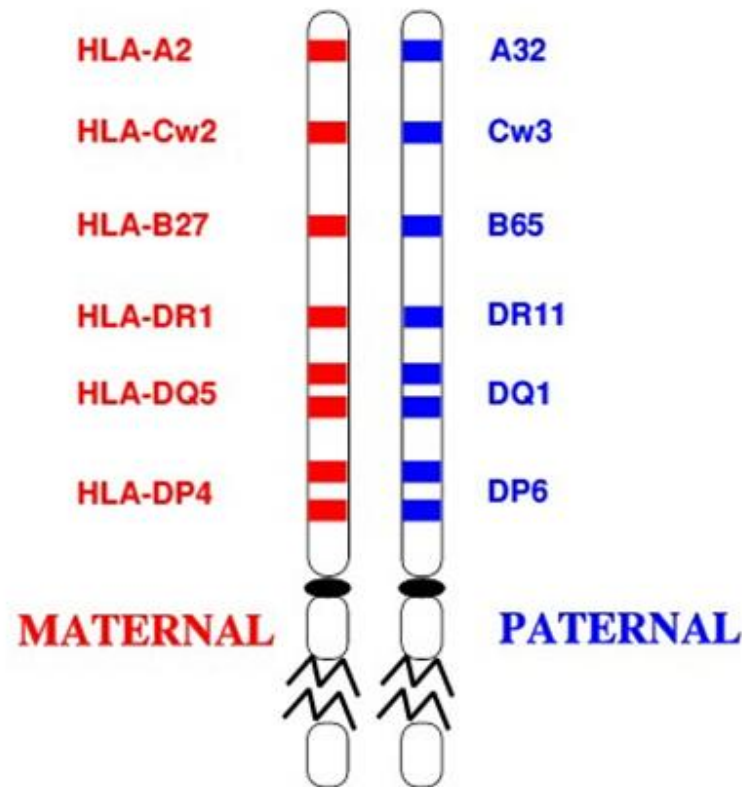 HLA-A2 A32
HLA-Cw2 Cw3
HLA-B27 B65
HLA-DR1 DR11
HLA-DQ5 DQ1
HLA-DP4 DP6
MATERNAL PATERNAL